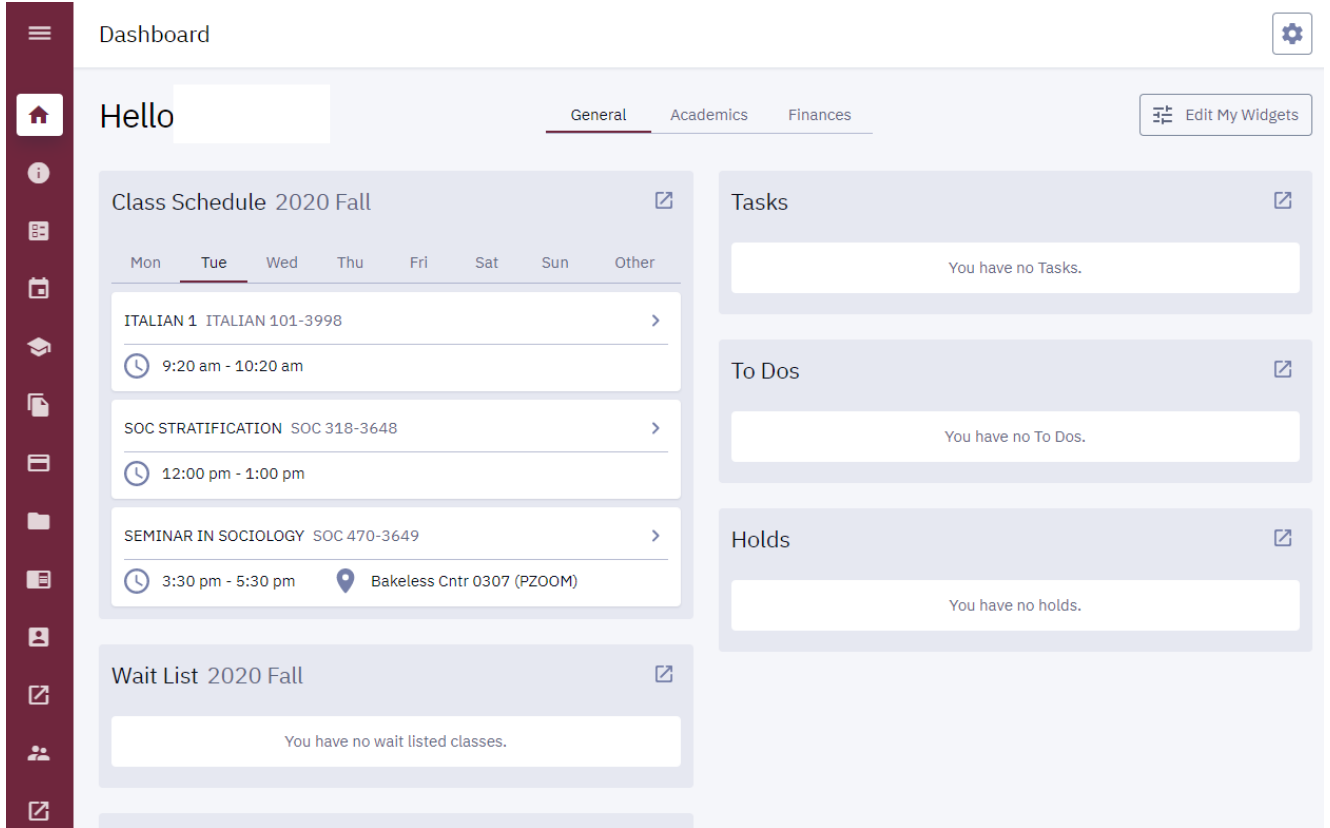 Dashboard
Hello
General Academics Finances
Edit My Widgets
Class Schedule 2020 Fall
Mon Tue Wed Thu Fri Sat Sun Other
ITALIAN 1 ITALIAN 101-3998
9:20 am - 10:20 am
SOC STRATIFICATION SOC 318-3648
12:00 pm - 1:00 pm
SEMINAR IN SOCIOLOGY SOC 470-3649
3:30 pm - 5:30 pm Bakeless Cntr 0307 (PZOOM)
Wait List 2020 Fall
You have no wait listed classes.
Tasks
You have no Tasks.
To Dos
You have no To Dos.
Holds
You have no holds.